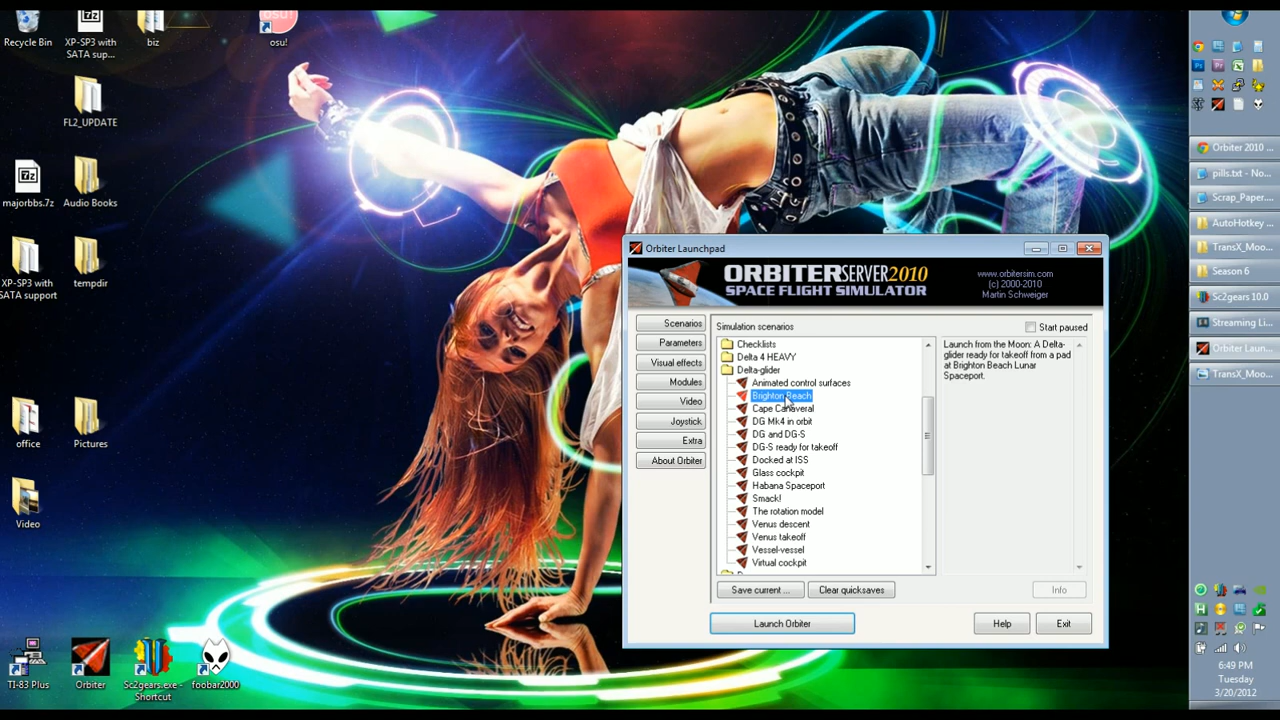 Recycle Bin
XP-SP3 with
SATA sup...
biz
osu!
osu!
FL2_UPDATE
majorbbs.7z
Audio Books
XP-SP3 with
SATA support
tempdir
office
Pictures
Video
TI-83 Plus
Orbiter
Sc2gears.exe -
Shortcut
foobar2000
Orbiter Launchpad
ORBITERSERVER2010
SPACE FLIGHT SIMULATOR
www.orbitersim.com
(c) 2000-2010
Martin Schweiger
Scenarios
Parameters
Visual effects
Modules
Video
Joystick
Extra
About Orbiter
Simulation scenarios
Start paused
Checklists
Delta 4 HEAVY
Delta-glider
Animated control surfaces
Brighton Beach
Cape Canaveral
DG Mk4 in orbit
DG and DG-S
DG-S ready for takeoff
Docked at ISS
Glass cockpit
Habana Spaceport
Smack!
The rotation model
Venus descent
Venus takeoff
Vessel-vessel
Virtual cockpit
Launch from the Moon: A Delta-
glider ready for takeoff from a pad
at Brighton Beach Lunar
Spaceport.
Save current ...
Clear quicksaves
Info
Launch Orbiter
Help
Exit
Orbiter 2010 ...
pills.txt - No...
Scrap_Paper....
AutoHotkey ...
TransX_Moo...
Season 6
Sc2gears 10.0
Streaming Li...
Orbiter Laun...
TransX_Moo...
6:49 PM
Tuesday
3/20/2012